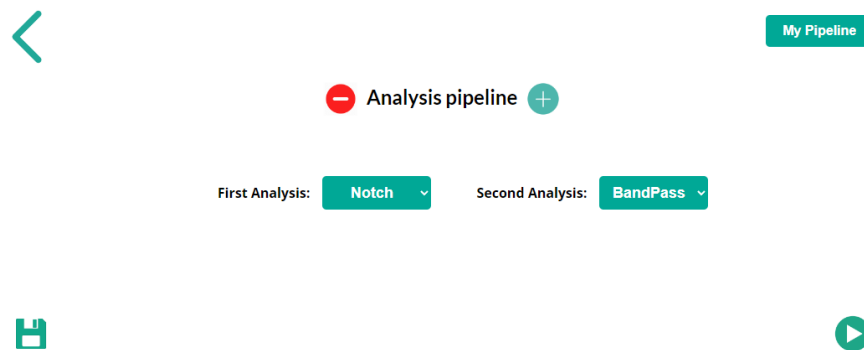 My Pipeline
Analysis pipeline
First Analysis: Notch Second Analysis: BandPass